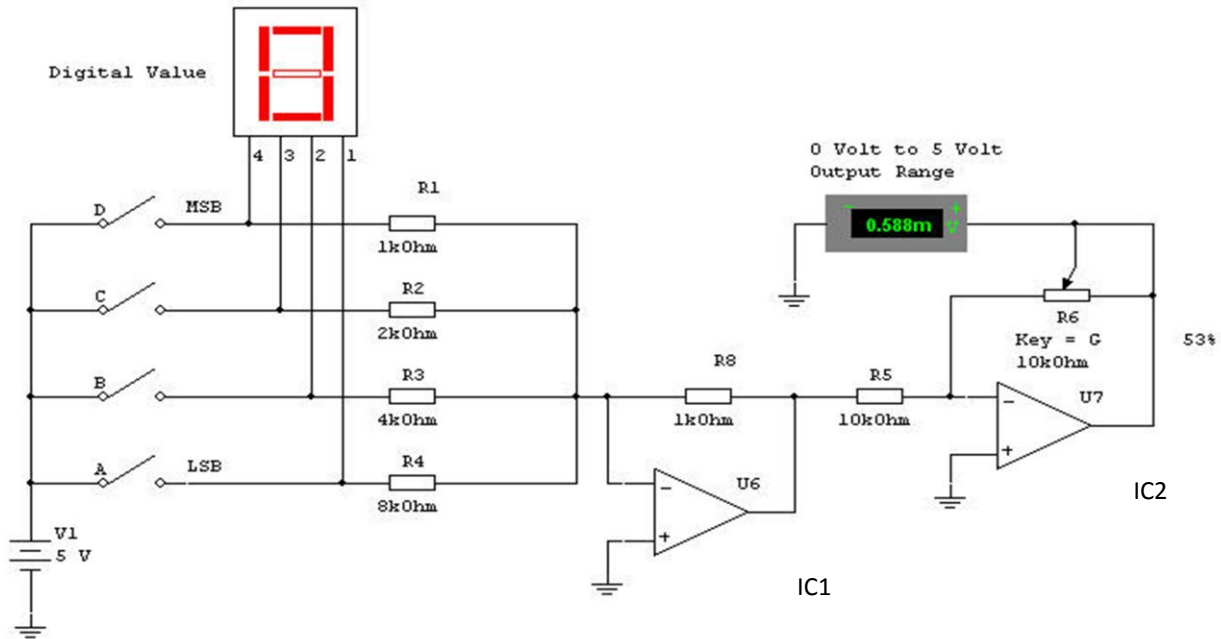 Digital Value
4 3 2 1
0 Volt to 5 Volt
Output Range
0.588m
~ +
V
D MSB
R1
1kOhm
C
R2
2kOhm
B
R3
4kOhm
A LSB
R4
8kOhm
V1
5 V
R8
1kOhm
R5
10kOhm
R6
Key = G
10kOhm
53%
U6
- +
IC1
U7
- +
IC2